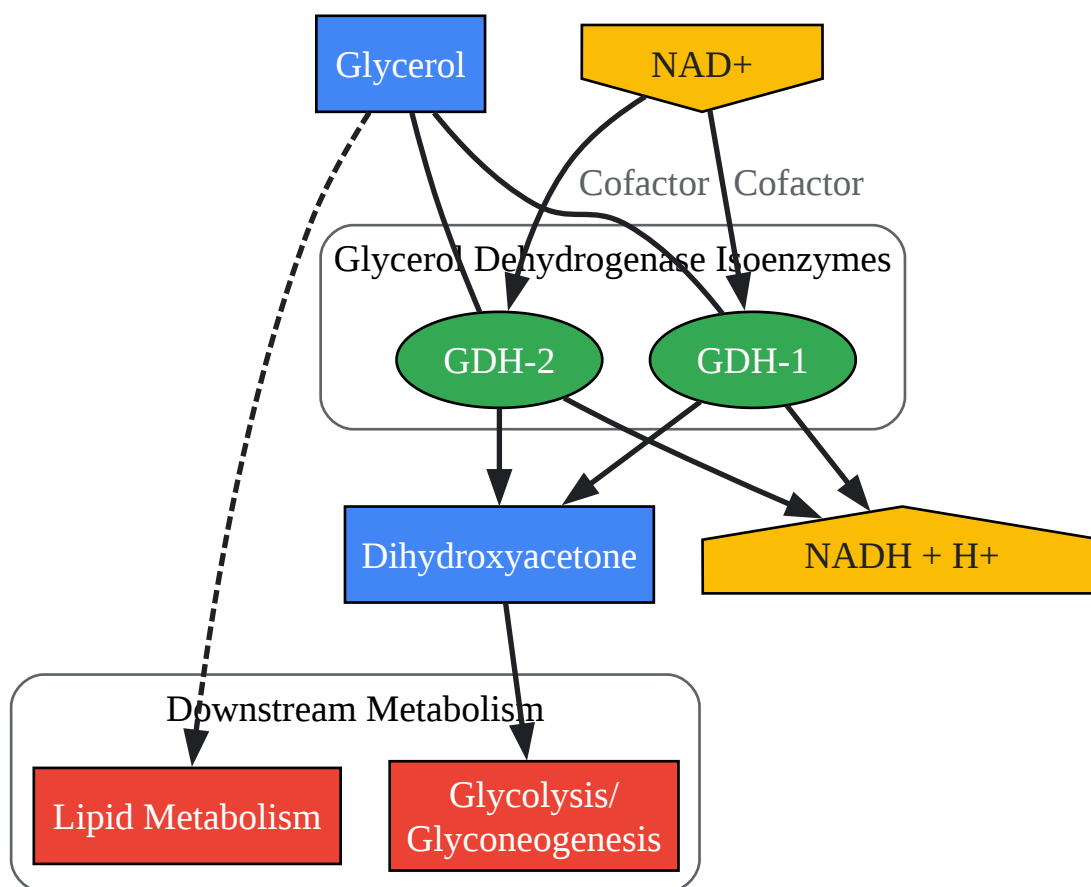 Glycerol
NAD+
Cofactor
Cofactor
Glycerol Dehydrogenase Isoenzymes
GDH-2
GDH-1
Dihydroxyacetone
NADH + H+
Downstream Metabolism
Lipid Metabolism
Glycolysis/
Glyconeogenesis